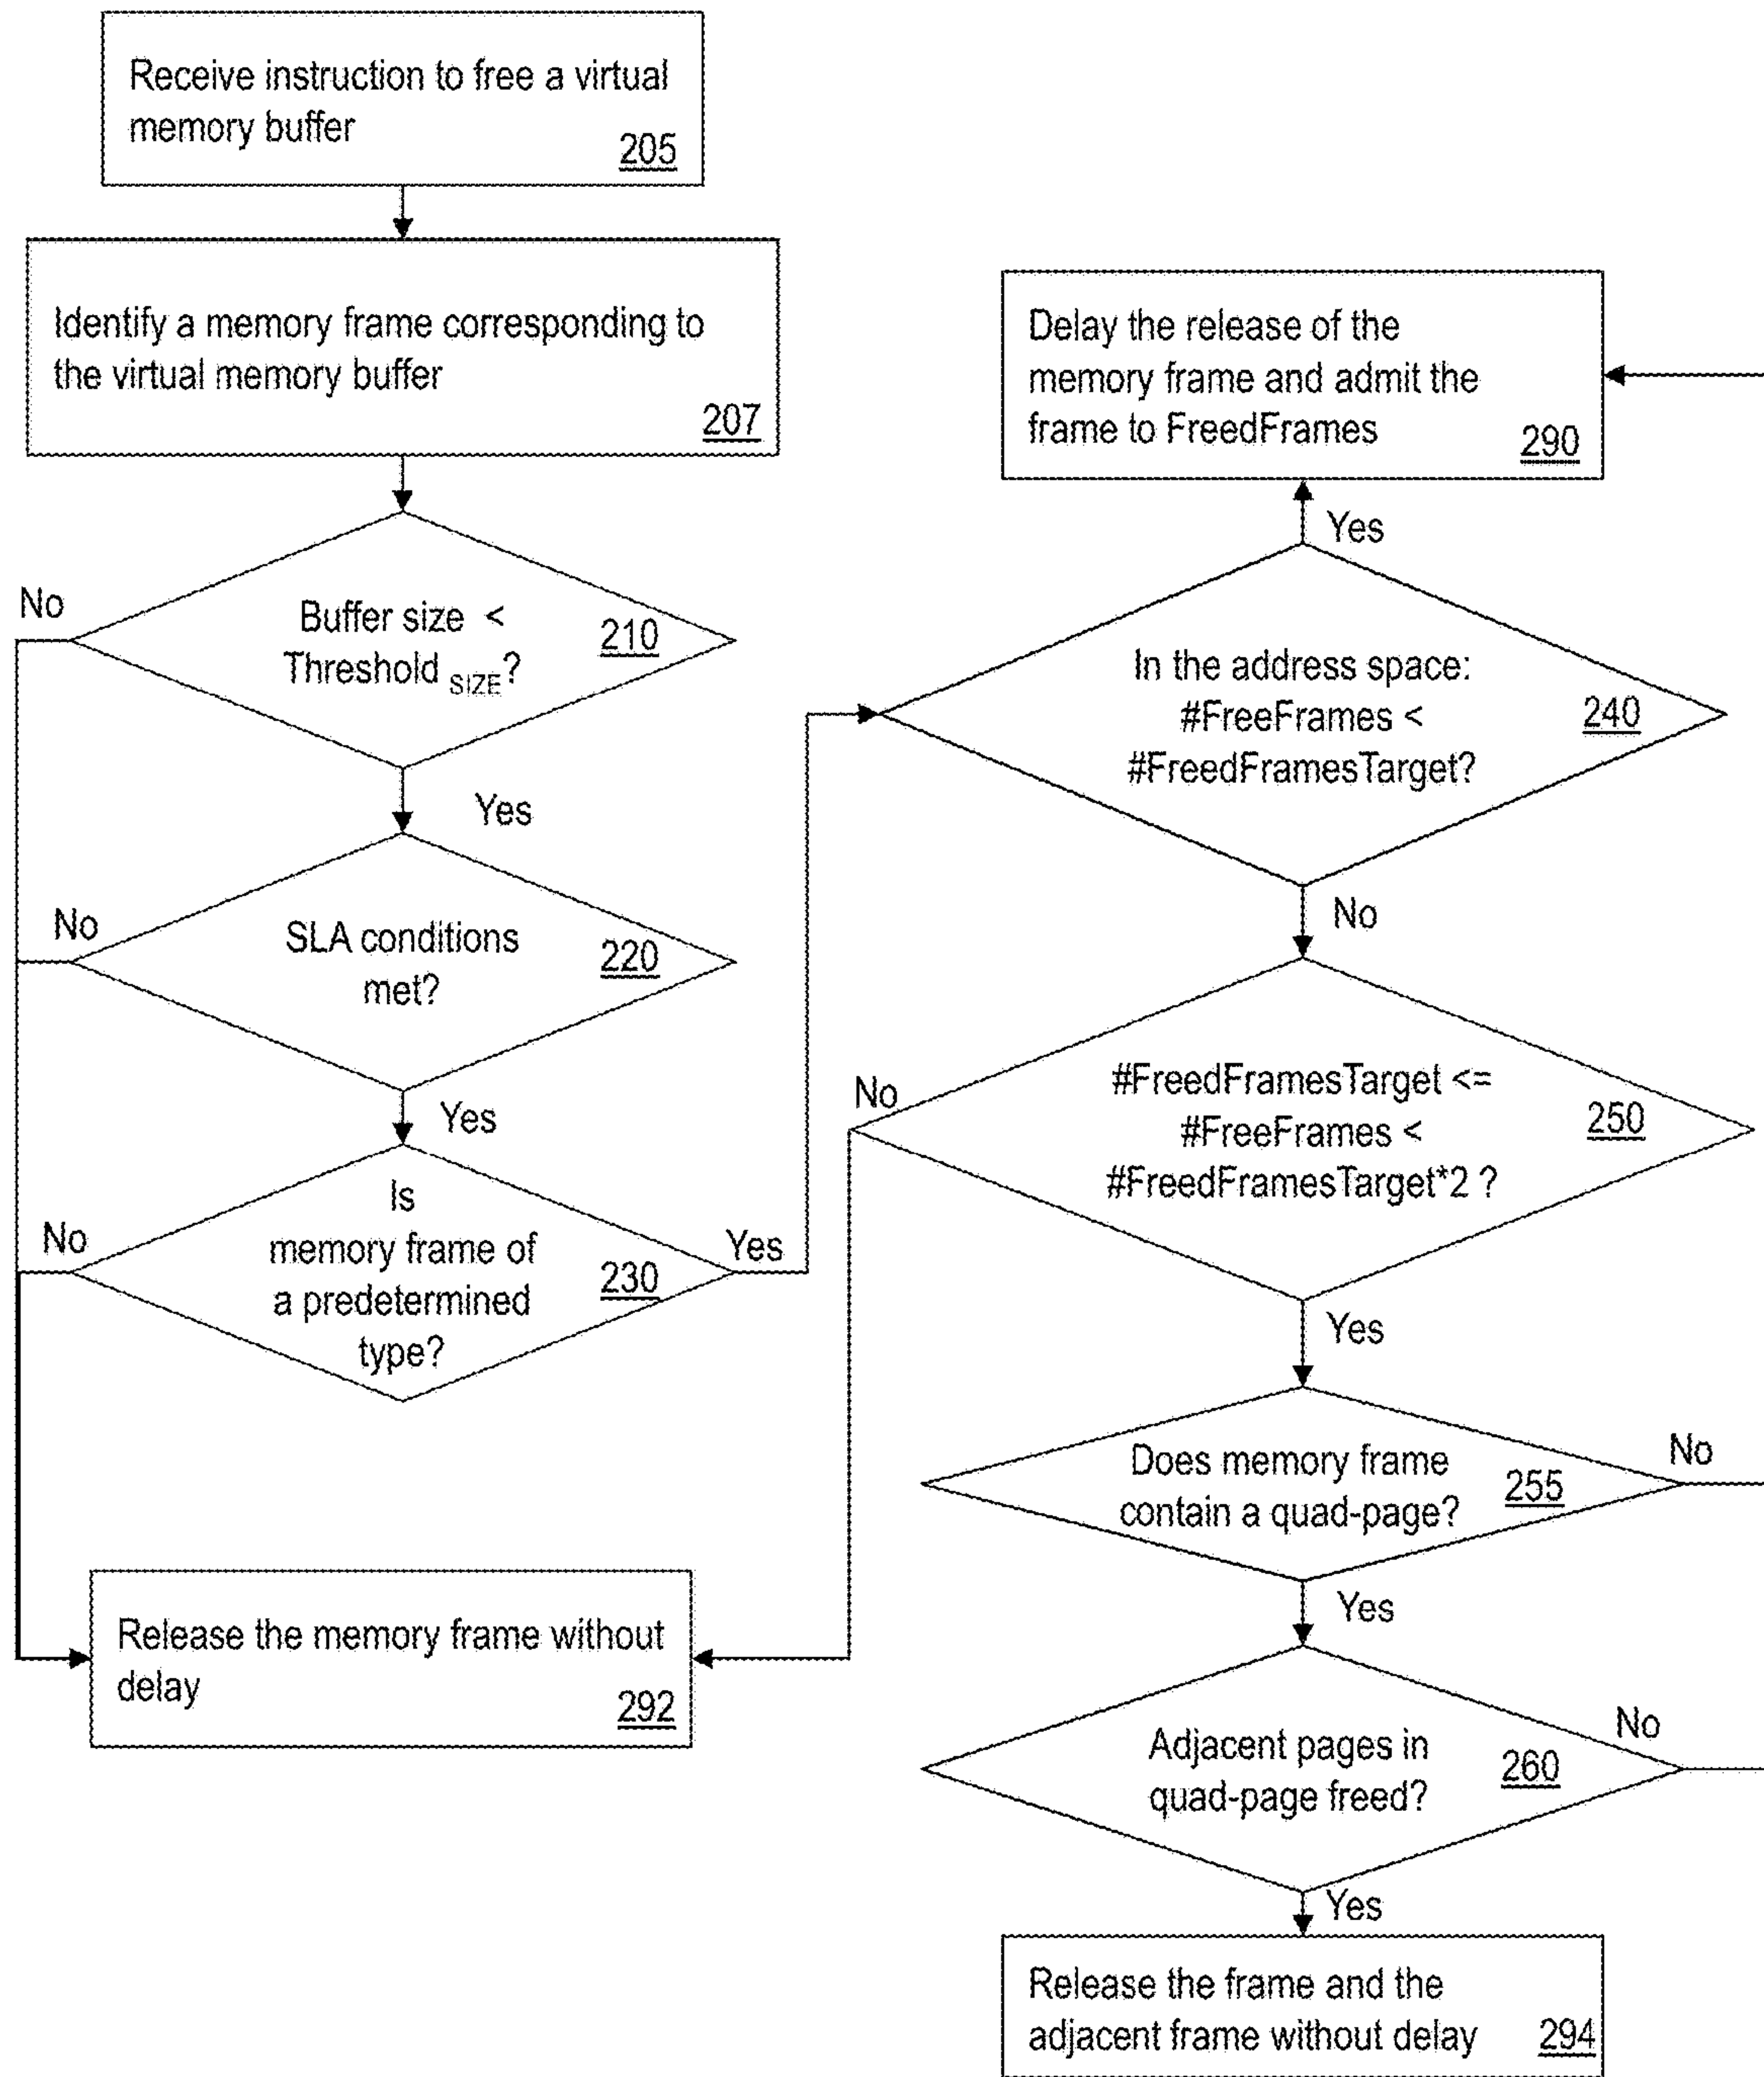 Receive instruction to free a virtual
memory buffer
205
Identify a memory frame corresponding to
the virtual memory buffer
207
No
Buffer size <
Threshold SIZE?
210
Yes
No
SLA conditions
met?
220
Yes
No
Is
memory frame of
a predetermined
type?
230
Yes
Release the memory frame without
delay
292
Delay the release of the
memory frame and admit the
frame to FreedFrames
290
Yes
In the address space:
#FreeFrames <
#FreedFramesTarget?
240
No
No
#FreedFramesTarget <=
#FreeFrames <
#FreedFramesTarget*2 ?
250
Yes
Does memory frame
contain a quad-page?
255
No
Yes
Adjacent pages in
quad-page freed?
260
No
Yes
Release the frame and the
adjacent frame without delay
294